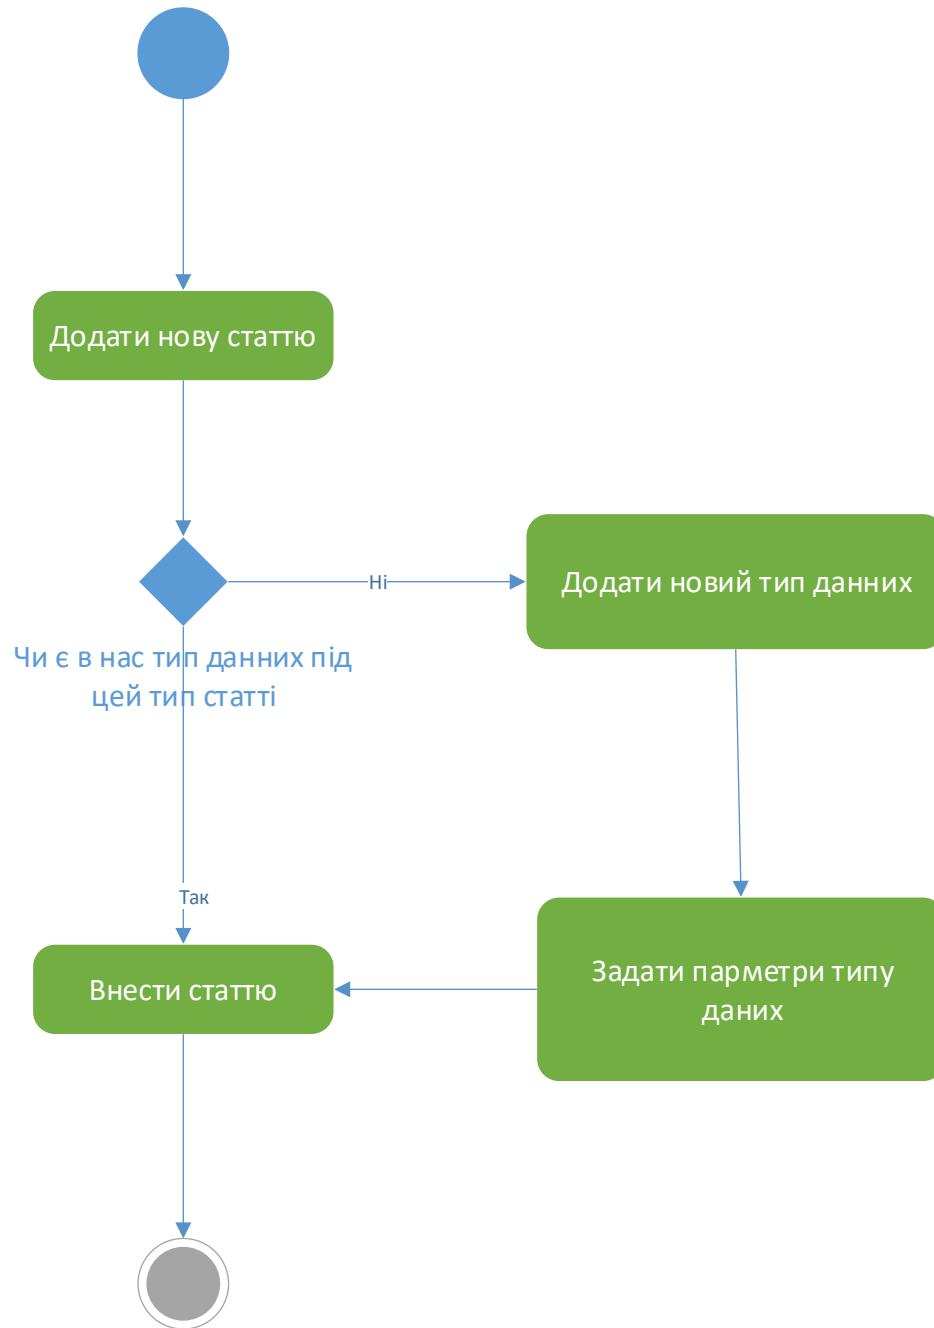 Додати нову статтю
Ні
Додати новий тип данних
Чи є в нас тип данних під
цей тип статті
Так
Внести статтю
Задати парметри типу
даних